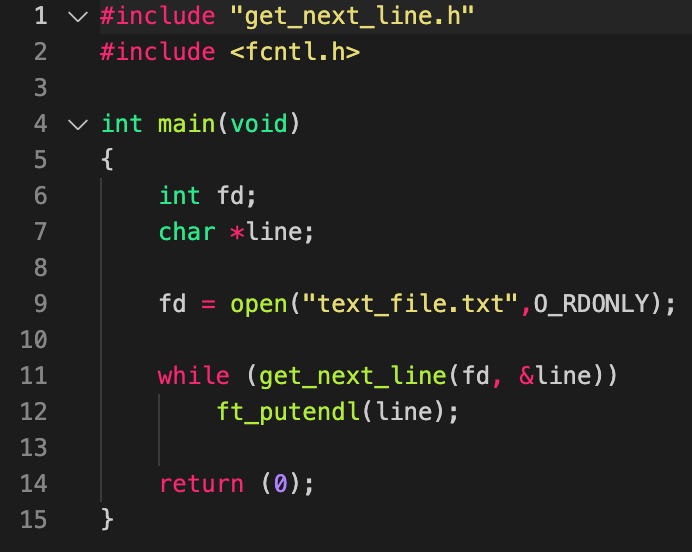 1 #include "get_next_line.h"
2 #include <fcntl.h>
3
4 int main(void)
5 {
6 int fd;
7 char *line;
8
9 fd = open("text_file.txt",O_RDONLY);
10
11 while (get_next_line(fd, &line))
12 ft_putendl(line);
13
14 return (0);
15 }